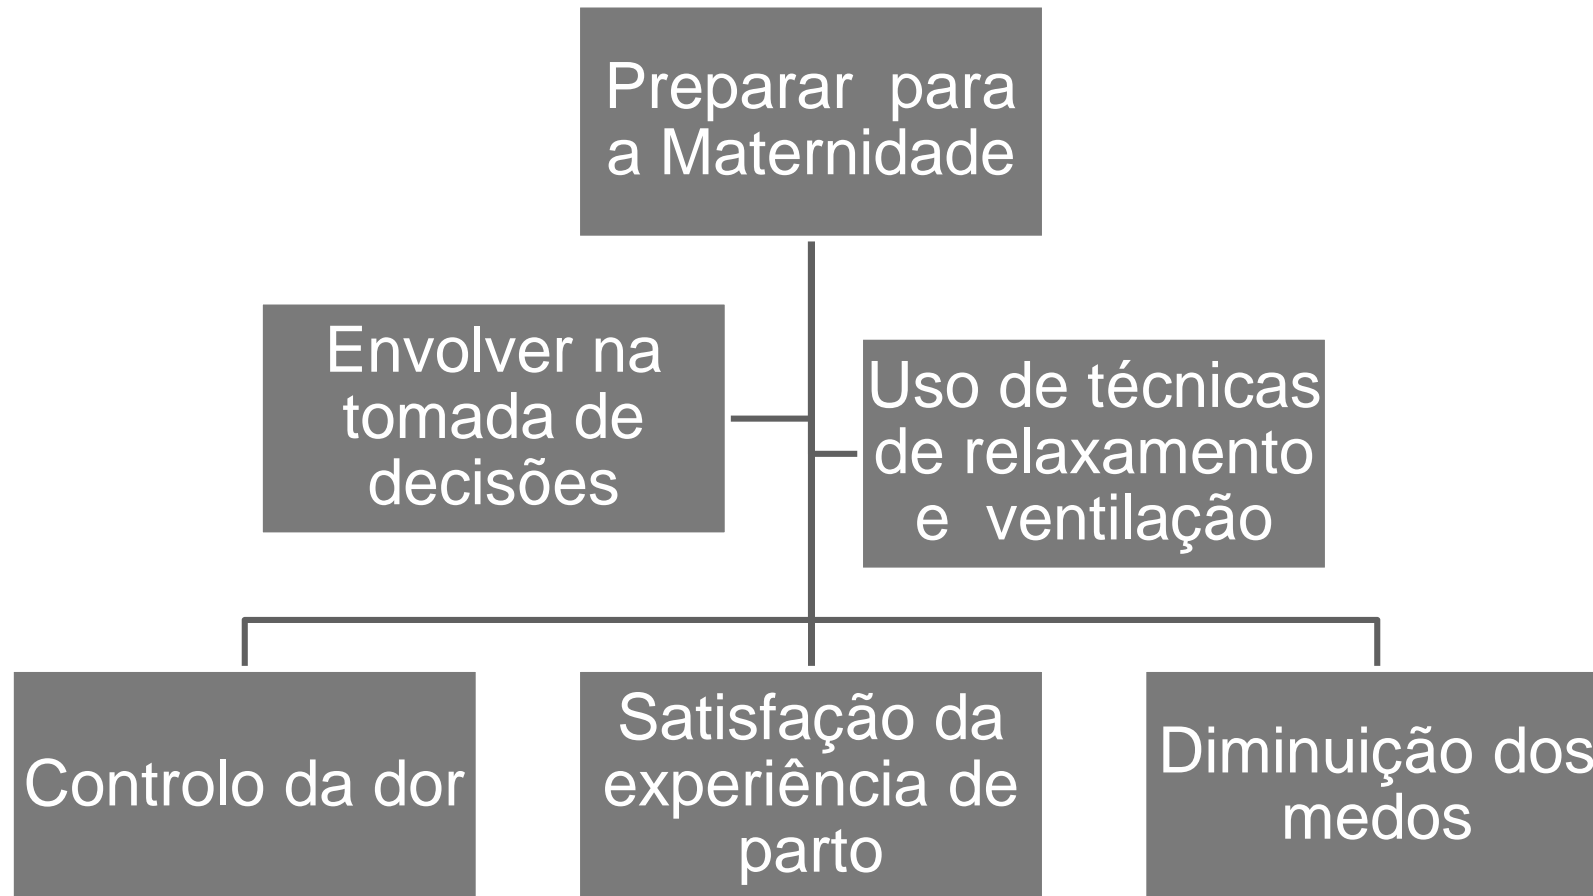 Preparar para
a Maternidade
Envolver na
tomada de
decisões
Uso de técnicas
de relaxamento
e ventilação
Controlo da dor
Satisfação da
experiência de
parto
Diminuição dos
medos